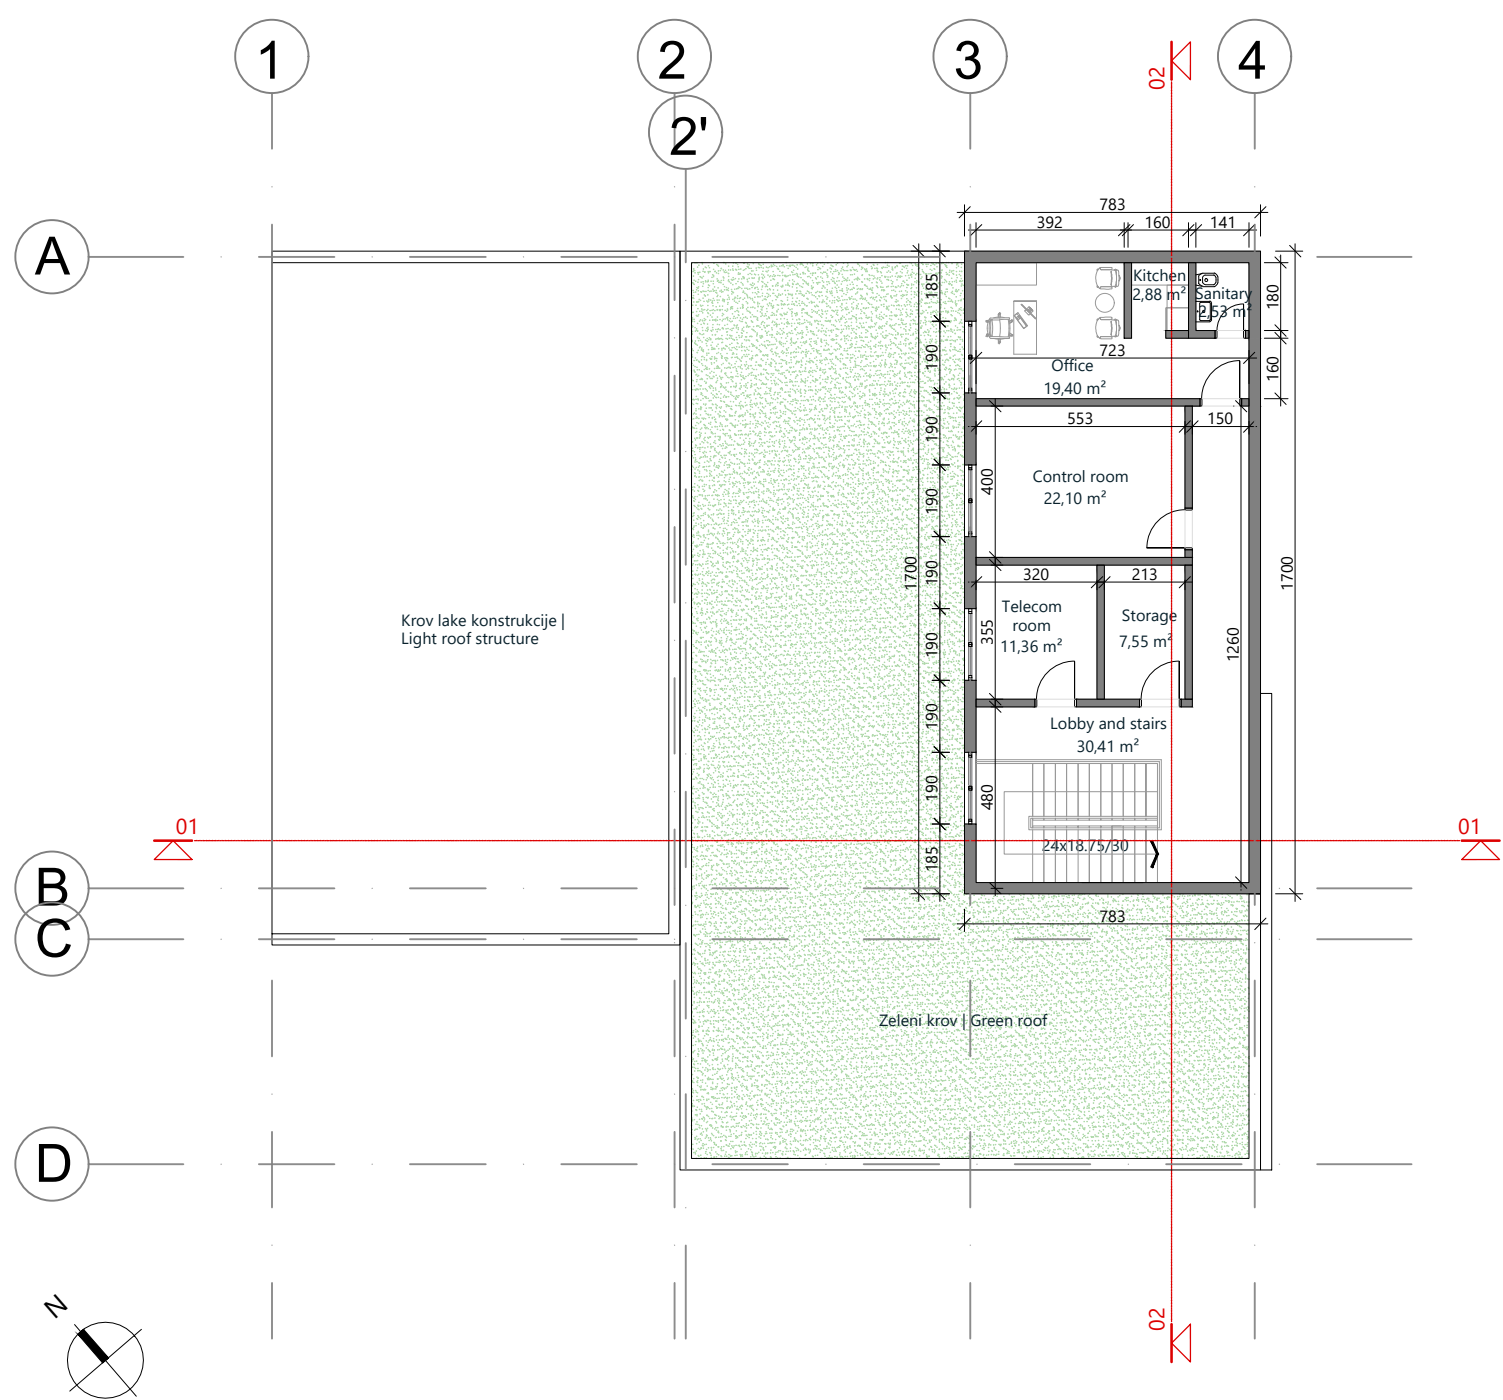 1
2
3
4
2'
02
783
392
160
141
A
185
Kitchen
2,88 m²
Sanitary
2,53 m²
180
190
723
Office
19,40 m²
160
190
553
150
400
Control room
22,10 m²
190
1700
190
320
213
1700
Telecom
room
11,36 m²
Storage
7,55 m²
355
190
1260
Krov lake konstrukcije |
Light roof structure
190
Lobby and stairs
30,41 m²
190
480
01
01
24x18.75/30
185
B
783
C
Zeleni krov | Green roof
D
N
02